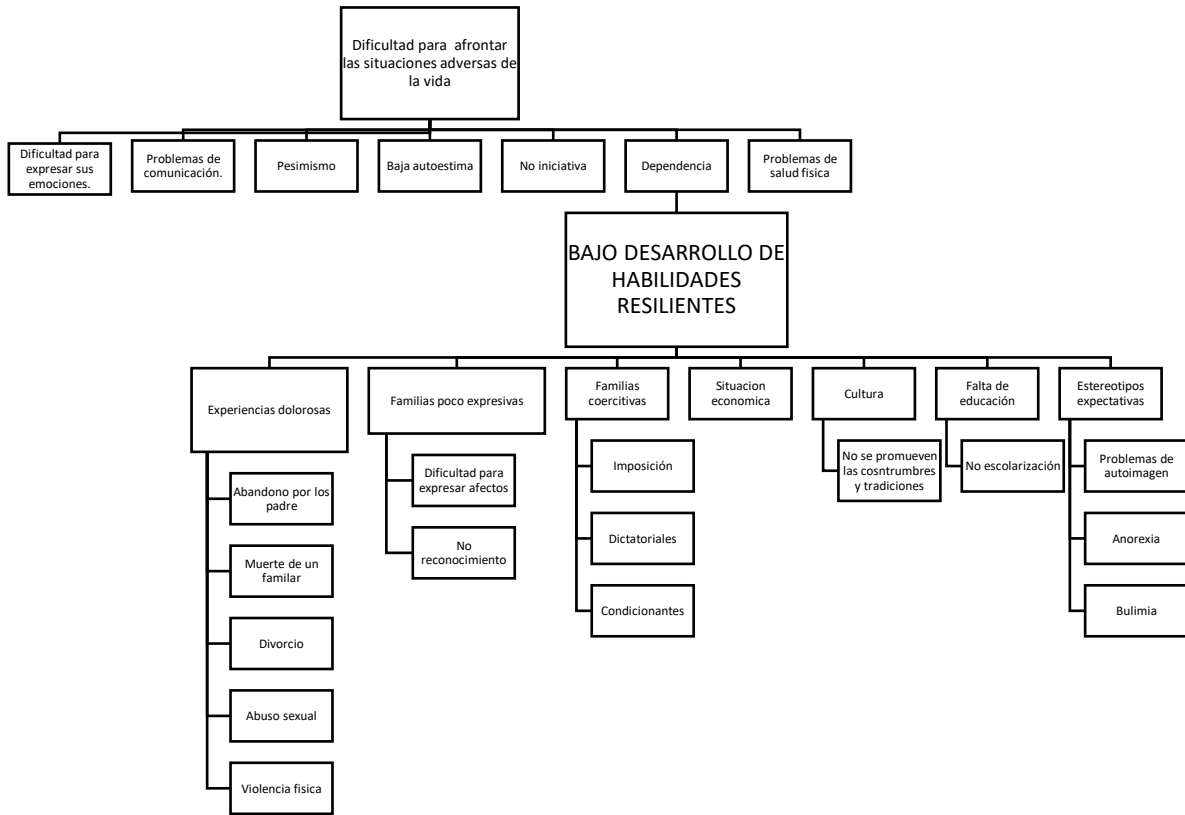 Dificultad para afrontar
las situaciones adversas de
la vida
Dificultad para
expresar sus
emociones.
Problemas de
comunicación.
Pesimismo
Baja autoestima
No iniciativa
Dependencia
Problemas de
salud fisica
BAJO DESARROLLO DE
HABILIDADES
RESILIENTES
Experiencias dolorosas
Familias poco expresivas
Familias
coercitivas
Situacion
economica
Cultura
Falta de
educación
Estereotipos
expectativas
Abandono por los
padre
Muerte de un
familar
Divorcio
Abuso sexual
Violencia fisica
Dificultad para
expresar afectos
No
reconocimiento
Imposición
Dictatoriales
Condicionantes
No se promueven
las cosntrumbres
y tradiciones
No escolarización
Problemas de
autoimagen
Anorexia
Bulimia